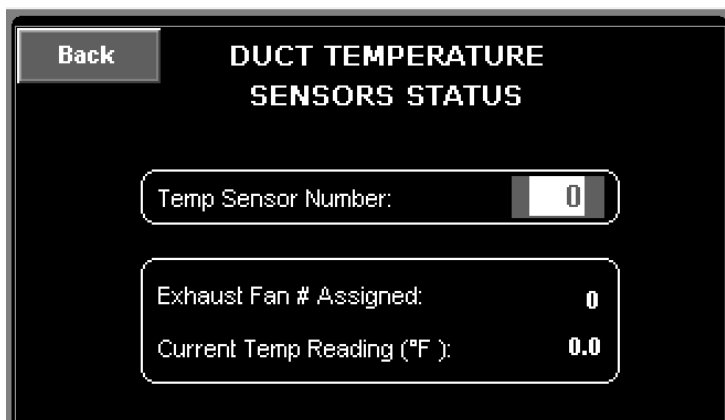 Back
DUCT TEMPERATURE
SENSORS STATUS
Temp Sensor Number: 0
Exhaust Fan # Assigned: 0
Current Temp Reading (°F ): 0.0